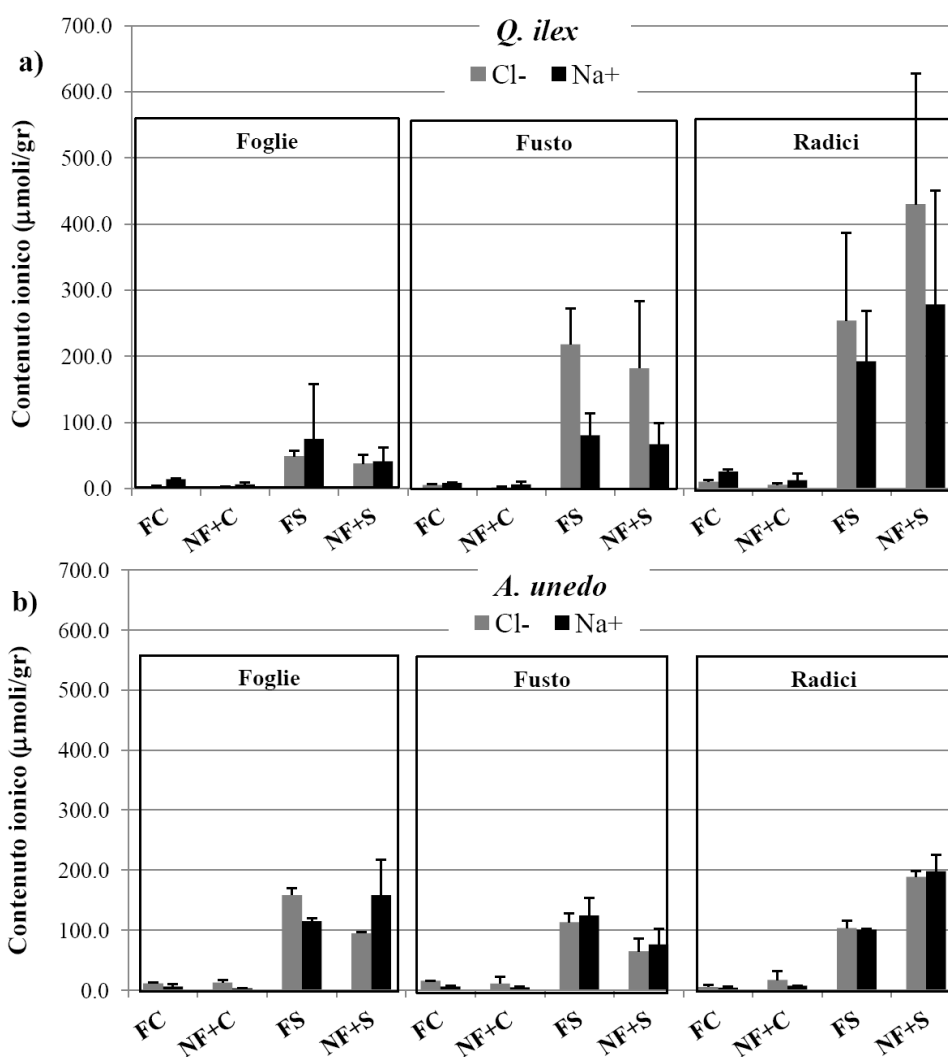 a)
Q. ilex
Cl- Na+
Contenuto ionico (µmoli/gr)
700.0
600.0
500.0
400.0
300.0
200.0
100.0
0.0
Foglie Fusto Radici
FC NF+C FS NF+S FC NF+C FS NF+S FC NF+C FS NF+S
b)
A. unedo
Cl- Na+
Contenuto ionico (µmoli/gr)
700.0
600.0
500.0
400.0
300.0
200.0
100.0
0.0
Foglie Fusto Radici
FC NF+C FS NF+S FC NF+C FS NF+S FC NF+C FS NF+S